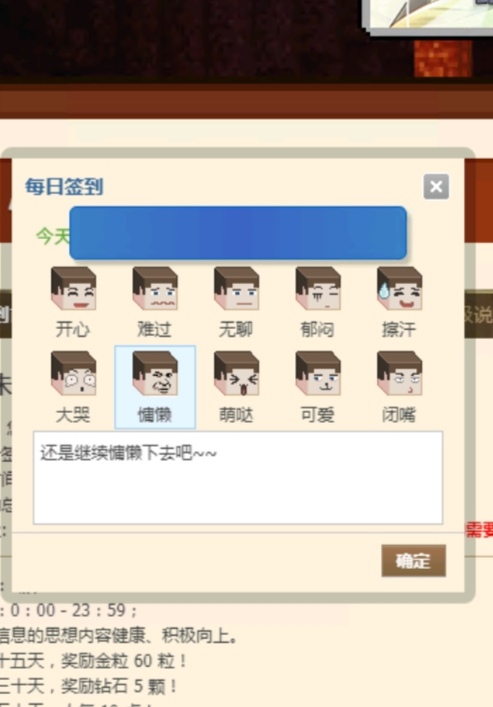 每日签到
今天
开心 难过 无聊 郁闷 擦汗
大哭 慵懒 萌哒 可爱 闭嘴
还是继续慵懒下去吧~~
需要
确定
: 0 : 00 - 23 : 59 ;
信息的思想内容健康、积极向上。
十五天，奖励金粒 60 粒！
三十天，奖励钻石 5 颗！